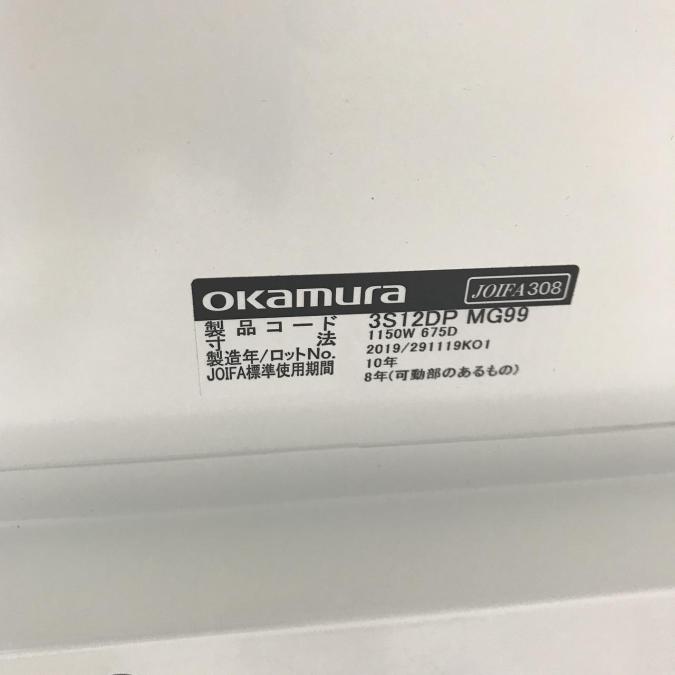 okamura JOIFA308
製品コード 3S12DP MG99
寸法 1150W 675D
製造年/ロットNo. 2019/291119K01
JOIFA標準使用期間 10年
8年(可動部のあるもの)